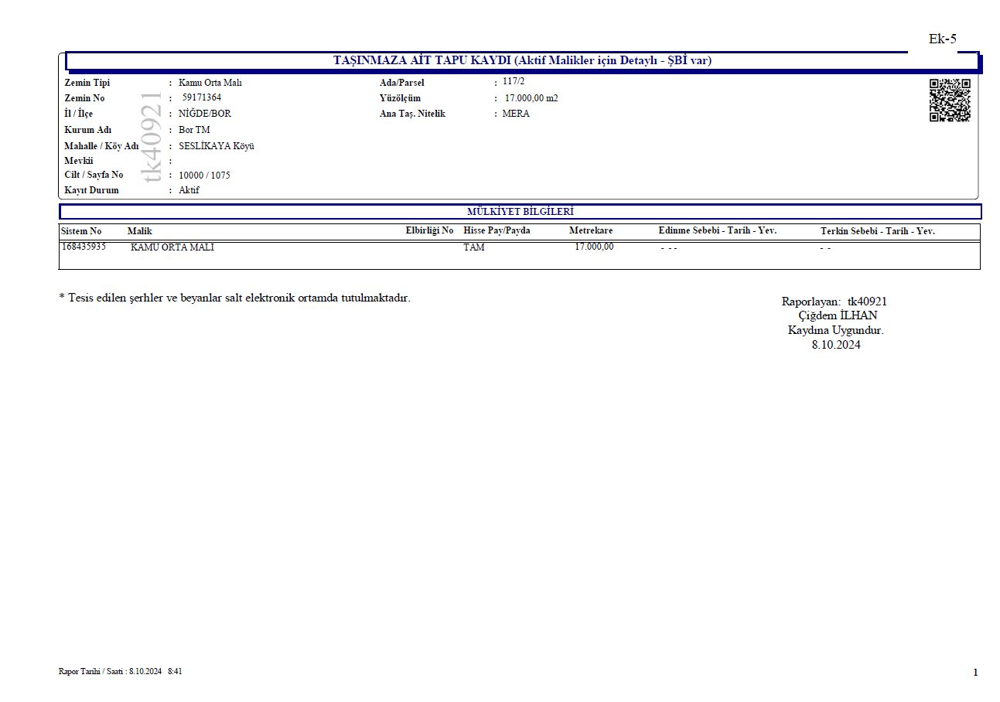 Ek-5
TAŞINMAZA AİT TAPU KAYDI (Aktif Malikler için Detaylı - ŞBİ var)
Zemin Tipi : Kamu Orta Malı Ada/Parsel : 117/2
Zemin No : 59171364 Yüzölçüm : 17.000,00 m2
İl / İlçe : NİĞDE/BOR Ana Taş. Nitelik : MERA
Kurum Adı : Bor TM
Mahalle / Köy Adı : SESLİKAYA Köyü
Mevkii :
Cilt / Sayfa No : 10000 / 1075
Kayıt Durum : Aktif
tk40921
MÜLKİYET BİLGİLERİ
Sistem No Malik Elbirliği No Hisse Pay/Payda Metrekare Edinme Sebebi - Tarih - Yev. Terkin Sebebi - Tarih - Yev.
168435935 KAMU ORTA MALI TAM 17.000,00 - - - - -
* Tesis edilen şerhler ve beyanlar salt elektronik ortamda tutulmaktadır.
Raporlayan: tk40921
Çiğdem İLHAN
Kaydına Uygundur.
8.10.2024
Rapor Tarihi / Saati : 8.10.2024 8:41
1